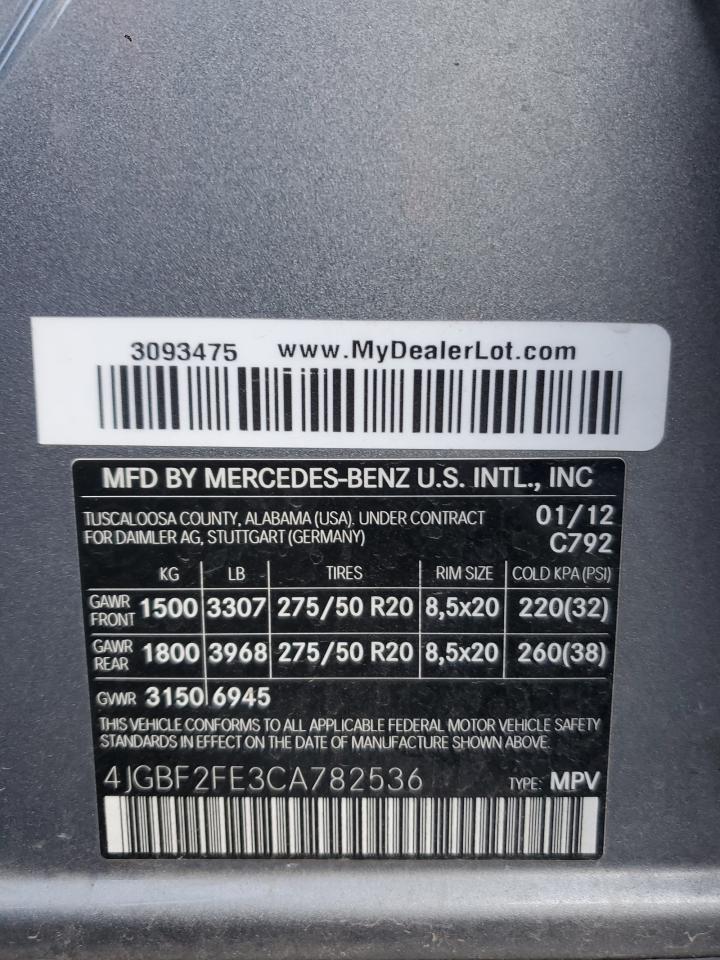 3093475 www.MyDealerLot.com
MFD BY MERCEDES-BENZ U.S. INTL., INC
TUSCALOOSA COUNTY, ALABAMA (USA). UNDER CONTRACT 01/12
FOR DAIMLER AG, STUTTGART (GERMANY) C792
KG LB TIRES RIM SIZE COLD KPA (PSI)
GAWR FRONT 1500 3307 275/50 R20 8,5x20 220(32)
GAWR REAR 1800 3968 275/50 R20 8,5x20 260(38)
GVWR 3150 6945
THIS VEHICLE CONFORMS TO ALL APPLICABLE FEDERAL MOTOR VEHICLE SAFETY
STANDARDS IN EFFECT ON THE DATE OF MANUFACTURE SHOWN ABOVE.
4JGBF2FE3CA782536 TYPE: MPV